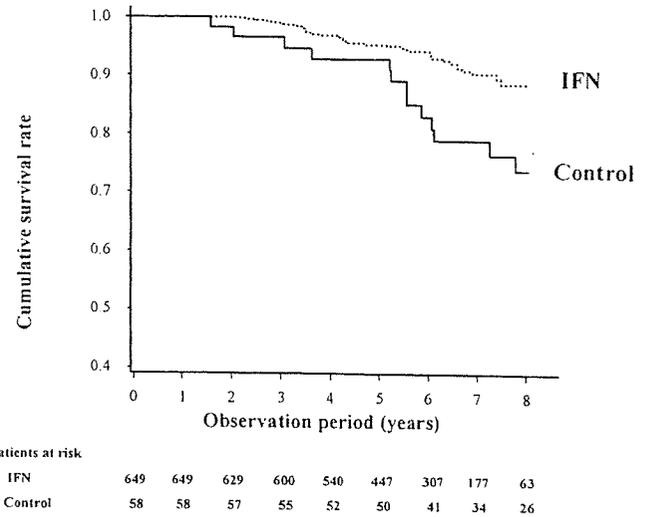 1.0
0.9
IFN
0.8
Control
0.7
0.6
0.5
0.4
Cumulative survival rate
0 1 2 3 4 5 6 7 8
Observation period (years)
atients at risk
IFN 649 649 629 600 540 447 307 177 63
Control 58 58 57 55 52 50 41 34 26